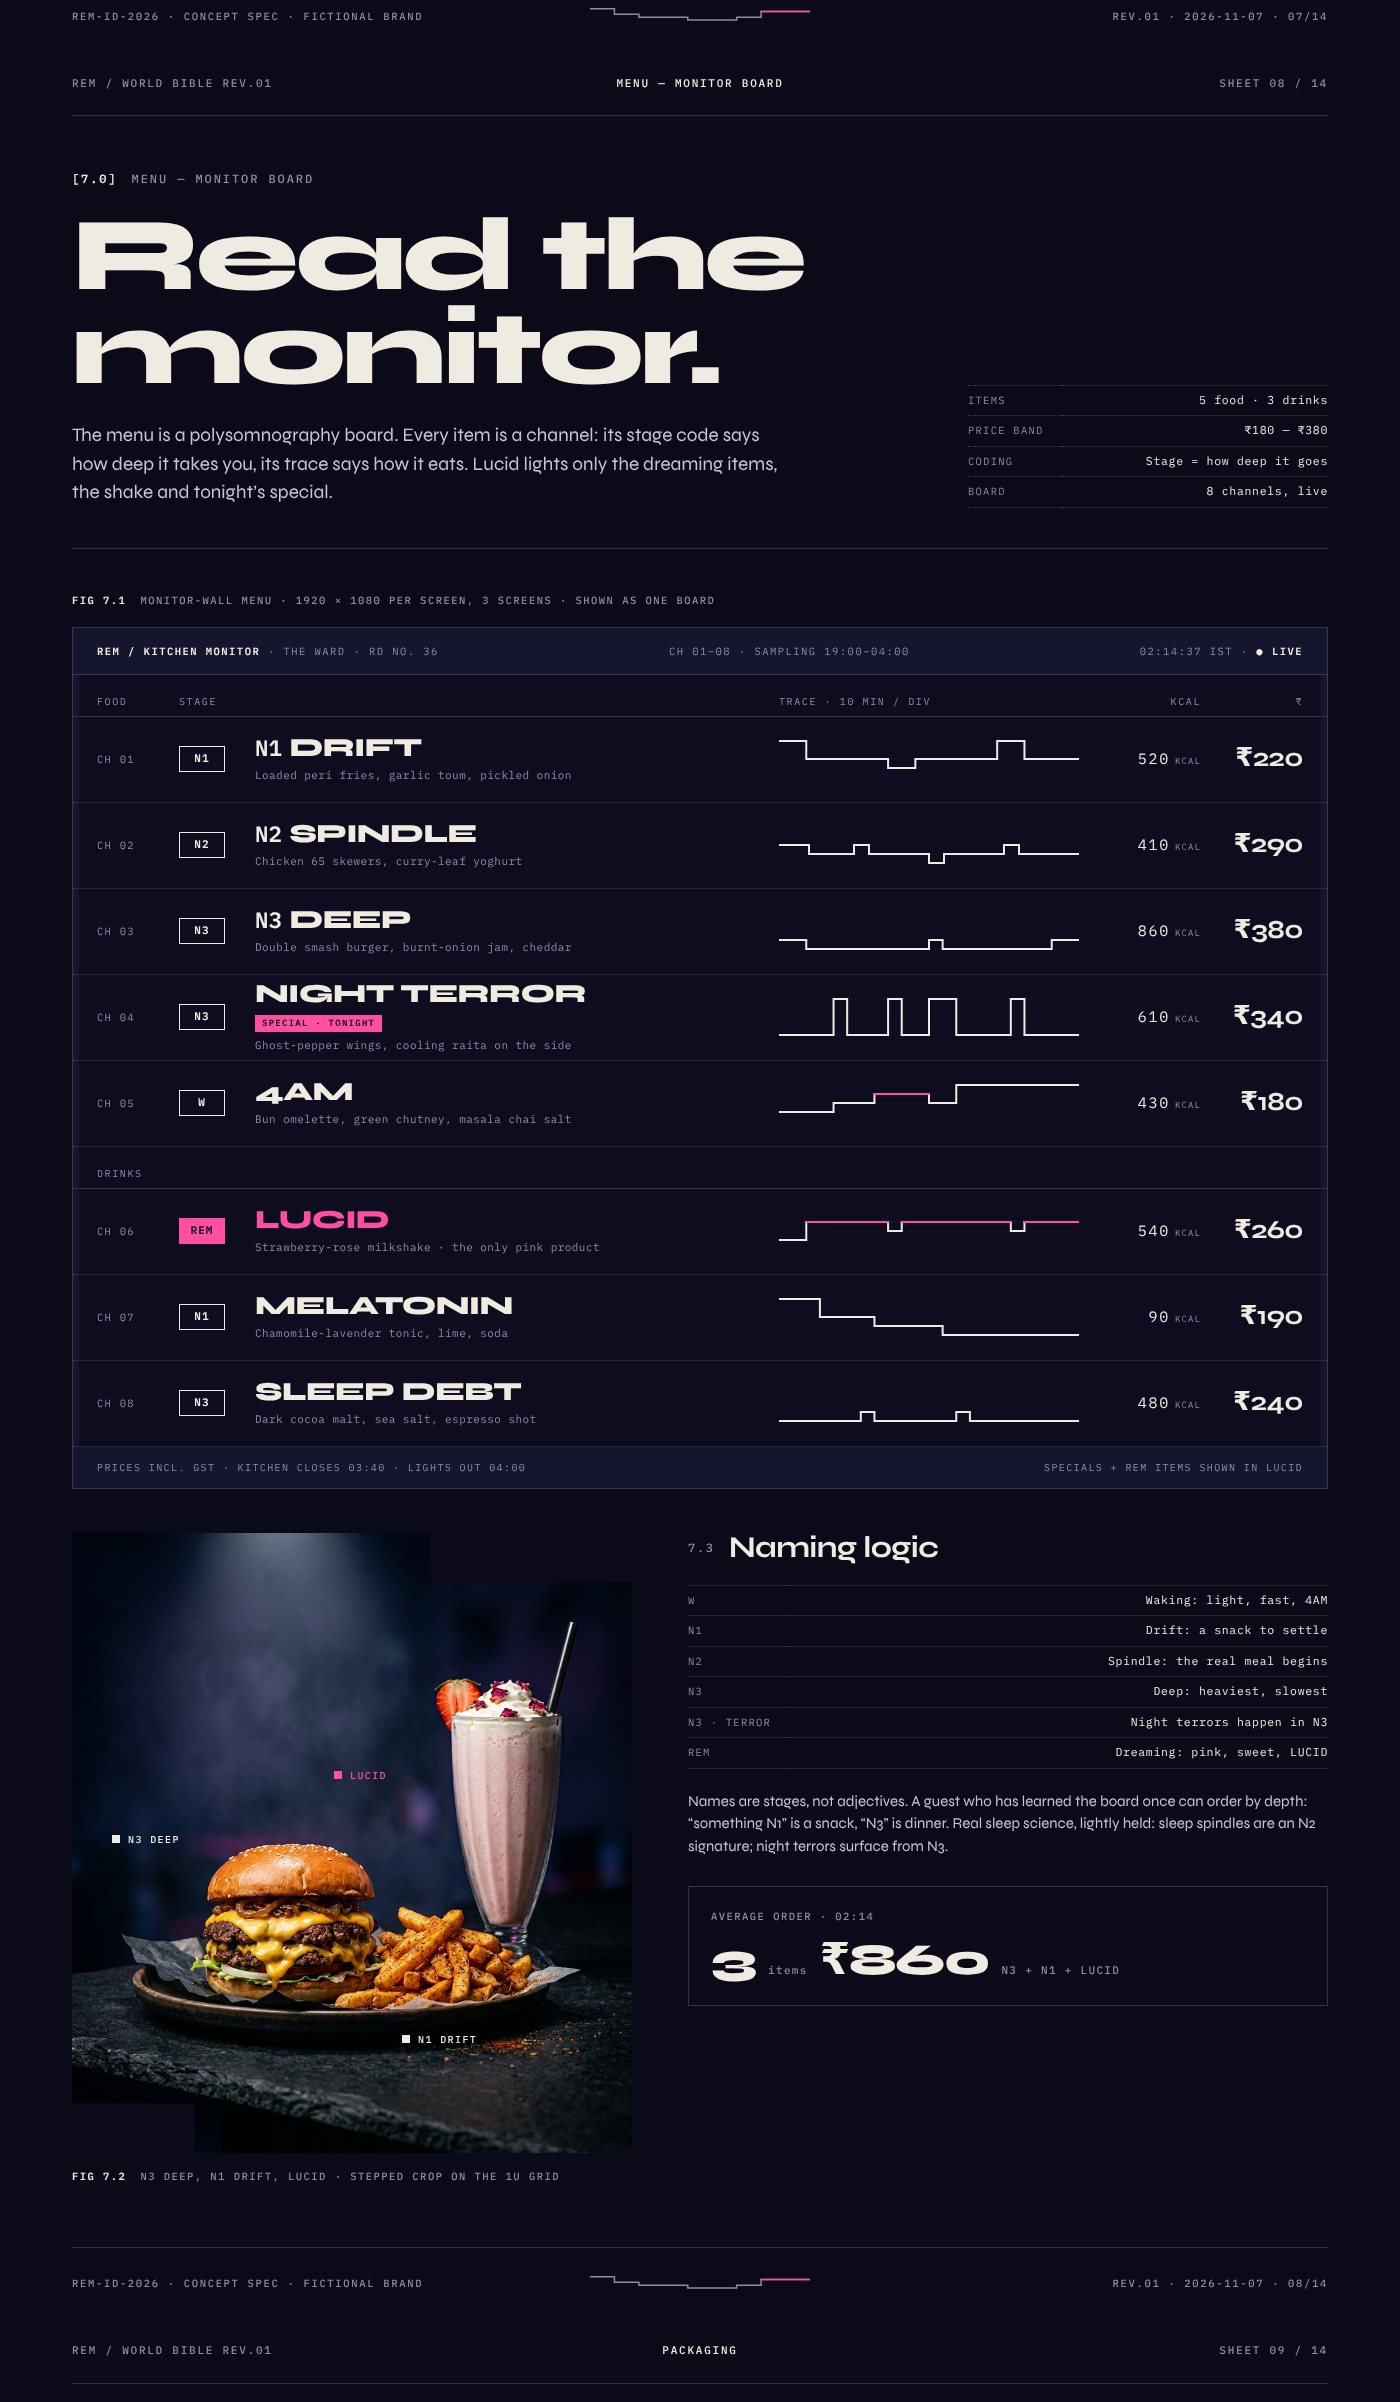 REM-ID-2026 · CONCEPT SPEC · FICTIONAL BRAND
REV.01 · 2026-11-07 · 07/14
REM / WORLD BIBLE REV.01
MENU — MONITOR BOARD
SHEET 08 / 14
[7.0] MENU — MONITOR BOARD
Read the
monitor.
The menu is a polysomnography board. Every item is a channel: its stage code says
how deep it takes you, its trace says how it eats. Lucid lights only the dreaming items,
the shake and tonight’s special.
ITEMS 5 food · 3 drinks
PRICE BAND ₹180 — ₹380
CODING Stage = how deep it goes
BOARD 8 channels, live
FIG 7.1 MONITOR-WALL MENU · 1920 × 1080 PER SCREEN, 3 SCREENS · SHOWN AS ONE BOARD
REM / KITCHEN MONITOR · THE WARD · RD NO. 36
CH 01–08 · SAMPLING 19:00–04:00
02:14:37 IST · ● LIVE
FOOD STAGE TRACE · 10 MIN / DIV KCAL ₹
CH 01 N1 N1 DRIFT 520 KCAL ₹220
Loaded peri fries, garlic toum, pickled onion
CH 02 N2 N2 SPINDLE 410 KCAL ₹290
Chicken 65 skewers, curry-leaf yoghurt
CH 03 N3 N3 DEEP 860 KCAL ₹380
Double smash burger, burnt-onion jam, cheddar
CH 04 N3 NIGHT TERROR 610 KCAL ₹340
SPECIAL · TONIGHT
Ghost-pepper wings, cooling raita on the side
CH 05 W 4AM 430 KCAL ₹180
Bun omelette, green chutney, masala chai salt
DRINKS
CH 06 REM LUCID 540 KCAL ₹260
Strawberry-rose milkshake · the only pink product
CH 07 N1 MELATONIN 90 KCAL ₹190
Chamomile-lavender tonic, lime, soda
CH 08 N3 SLEEP DEBT 480 KCAL ₹240
Dark cocoa malt, sea salt, espresso shot
PRICES INCL. GST · KITCHEN CLOSES 03:40 · LIGHTS OUT 04:00
SPECIALS + REM ITEMS SHOWN IN LUCID
LUCID
N3 DEEP
N1 DRIFT
FIG 7.2 N3 DEEP, N1 DRIFT, LUCID · STEPPED CROP ON THE 1U GRID
7.3 Naming logic
W Waking: light, fast, 4AM
N1 Drift: a snack to settle
N2 Spindle: the real meal begins
N3 Deep: heaviest, slowest
N3 · TERROR Night terrors happen in N3
REM Dreaming: pink, sweet, LUCID
Names are stages, not adjectives. A guest who has learned the board once can order by depth:
“something N1” is a snack, “N3” is dinner. Real sleep science, lightly held: sleep spindles are an N2
signature; night terrors surface from N3.
AVERAGE ORDER · 02:14
3 items ₹860 N3 + N1 + LUCID
REM-ID-2026 · CONCEPT SPEC · FICTIONAL BRAND
REV.01 · 2026-11-07 · 08/14
REM / WORLD BIBLE REV.01
PACKAGING
SHEET 09 / 14